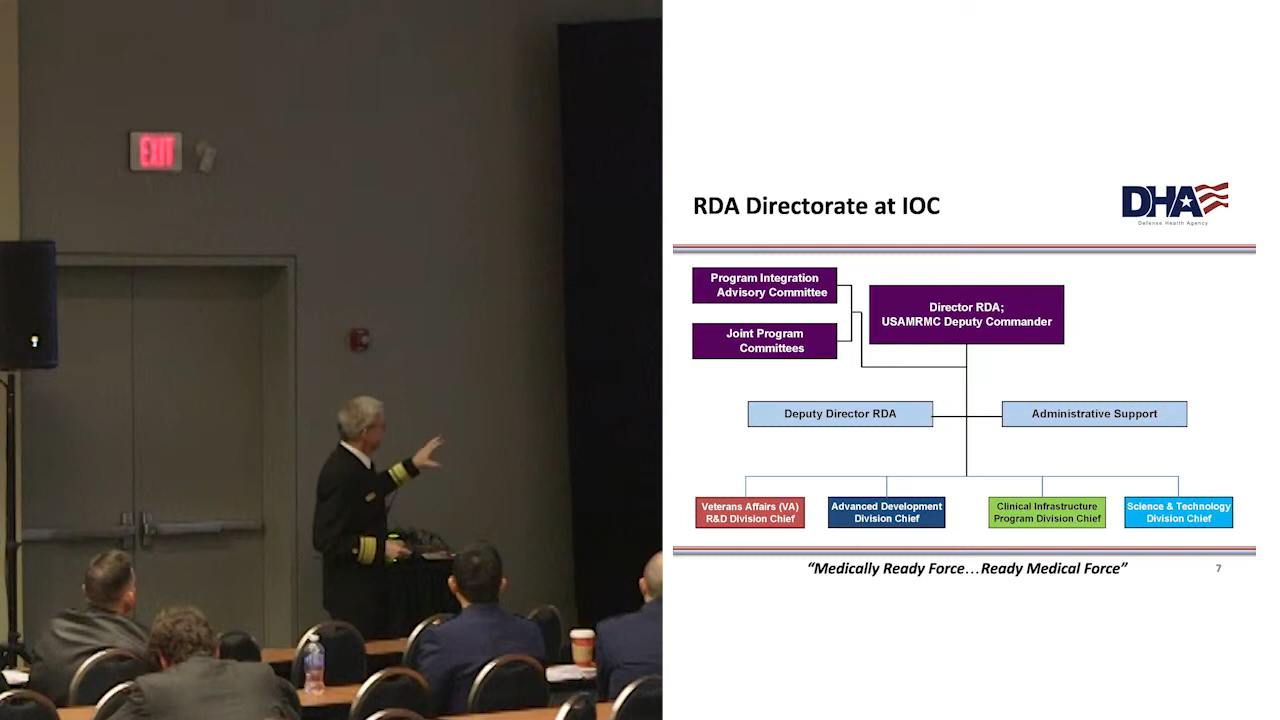 EXIT
RDA Directorate at IOC
DHA
Defense Health Agency
Program Integration
Advisory Committee
Joint Program
Committees
Director RDA;
USAMRMC Deputy Commander
Deputy Director RDA
Administrative Support
Veterans Affairs (VA)
R&D Division Chief
Advanced Development
Division Chief
Clinical Infrastructure
Program Division Chief
Science & Technology
Division Chief
“Medically Ready Force…Ready Medical Force”
7